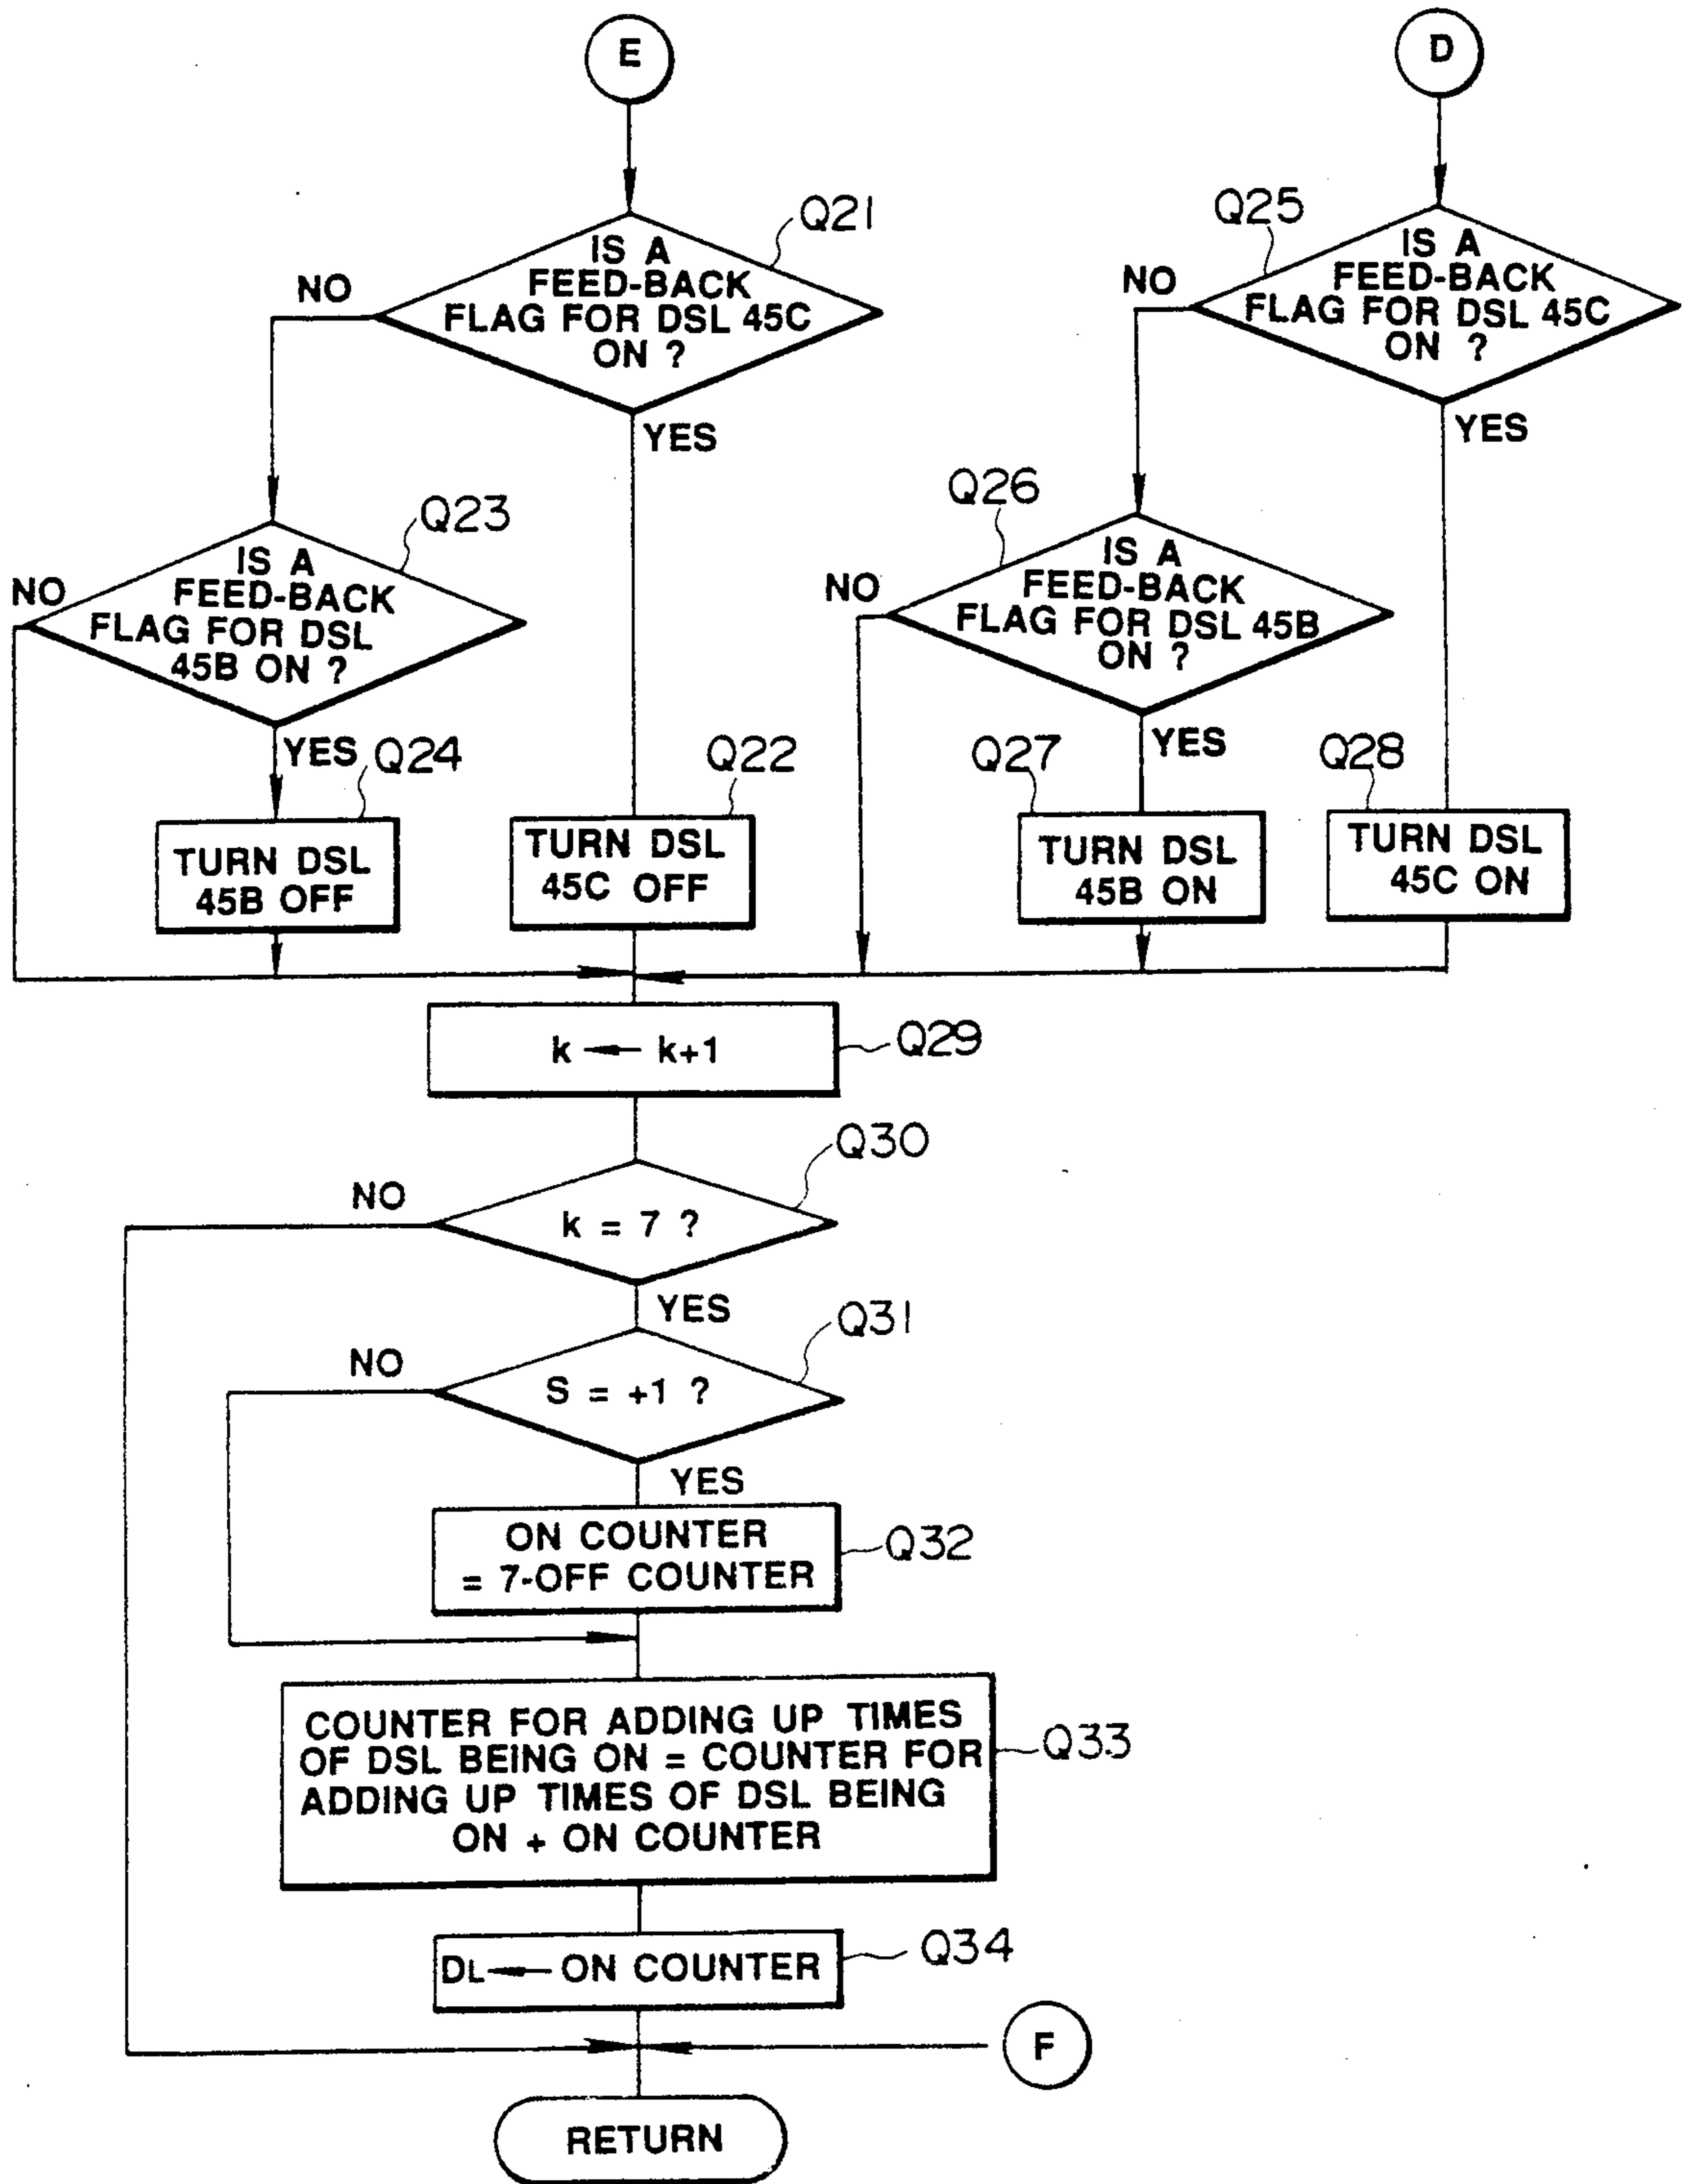 E
D
Q21
Q25
IS A
FEED-BACK
FLAG FOR DSL 45C
ON ?
NO
YES
IS A
FEED-BACK
FLAG FOR DSL 45C
ON ?
NO
YES
Q23
Q26
IS A
FEED-BACK
FLAG FOR DSL
45B ON ?
NO
YES
IS A
FEED-BACK
FLAG FOR DSL 45B
ON ?
NO
YES
Q24
Q22
Q27
Q28
TURN DSL
45B OFF
TURN DSL
45C OFF
TURN DSL
45B ON
TURN DSL
45C ON
k ← k+1
Q29
Q30
NO
k = 7 ?
YES
Q31
NO
S = +1 ?
YES
ON COUNTER
= 7-OFF COUNTER
Q32
COUNTER FOR ADDING UP TIMES
OF DSL BEING ON = COUNTER FOR
ADDING UP TIMES OF DSL BEING
ON + ON COUNTER
Q33
DL ← ON COUNTER
Q34
F
RETURN